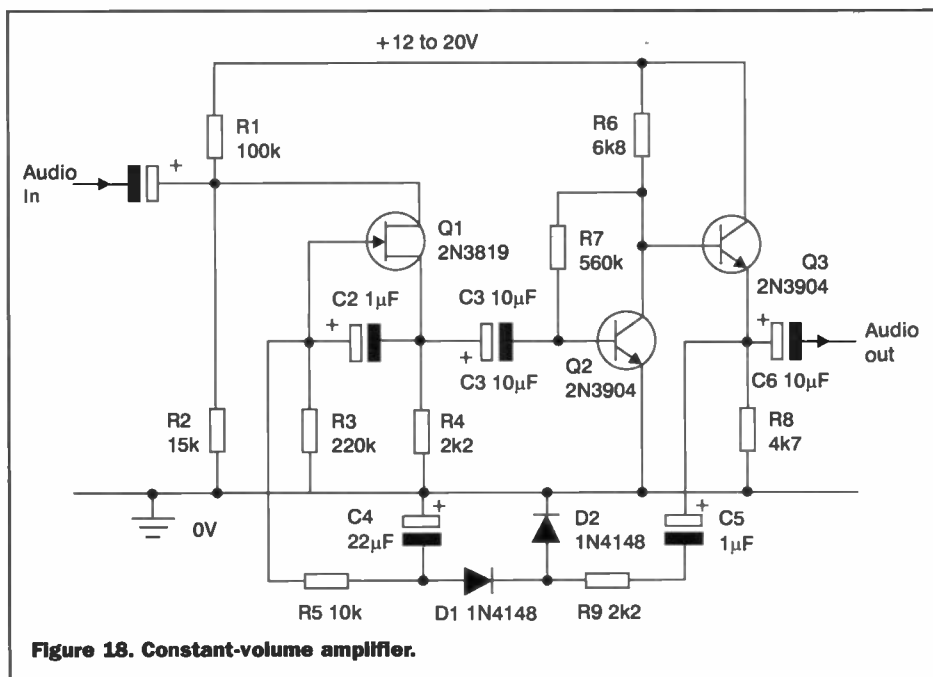 +12 to 20V
R1
100k
R6
6k8
Audio
In
+
Q1
2N3819
R7
560k
Q3
2N3904
C2 1µF
+
C3 10µF
+
C3 10µF
Q2
2N3904
+
Audio
out
C6 10µF
R2
15k
R3
220k
R4
2k2
R8
4k7
0V
C4
22µF
+
D2
1N4148
+
C5
1µF
R5 10k
D1 1N4148
R9 2k2
Figure 18. Constant-volume amplifier.